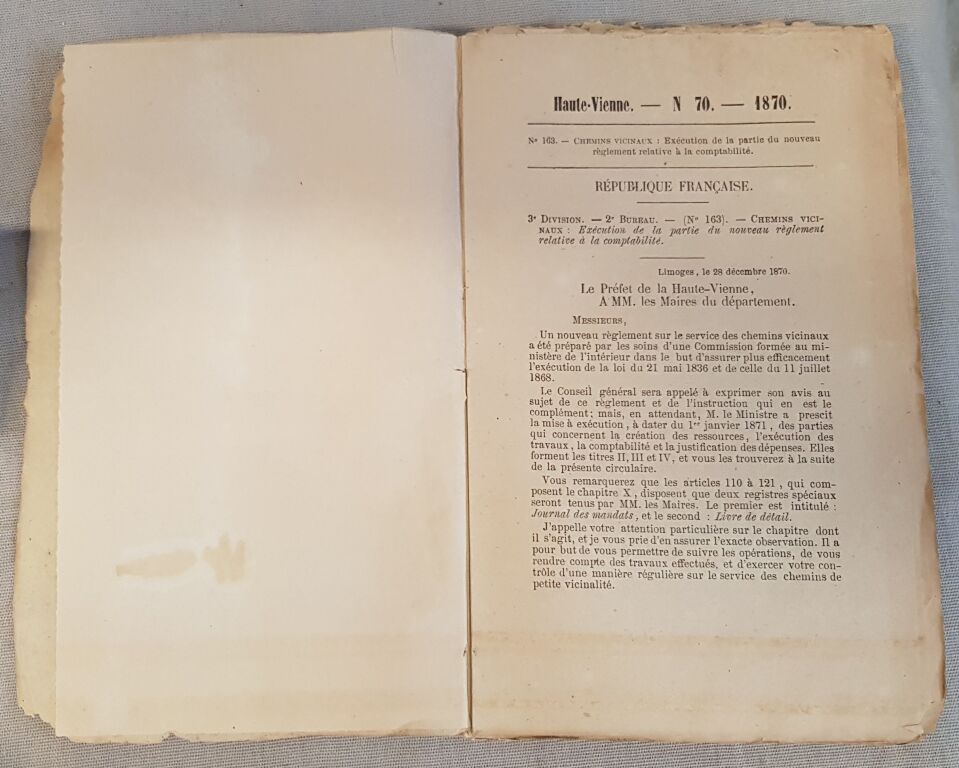 Haute-Vienne. — N 70. — 1870.
Nº 163. — CHEMINS VICINAUX : Exécution de la partie du nouveau
règlement relative à la comptabilité.
RÉPUBLIQUE FRANÇAISE.
3e DIVISION. — 2e BUREAU. — (Nº 163). — CHEMINS VICI-
NAUX : Exécution de la partie du nouveau règlement
relative à la comptabilité.
Limoges, le 28 décembre 1870.
Le Préfet de la Haute-Vienne,
A MM. les Maires du département.
MESSIEURS,
Un nouveau règlement sur le service des chemins vicinaux
a été préparé par les soins d'une Commission formée au mi-
nistère de l'intérieur dans le but d'assurer plus efficacement
l'exécution de la loi du 21 mai 1836 et de celle du 11 juillet
1868.
Le Conseil général sera appelé à exprimer son avis au
sujet de ce règlement et de l'instruction qui en est le
complément; mais, en attendant, M. le Ministre a prescit
la mise à exécution, à dater du 1er janvier 1871, des parties
qui concernent la création des ressources, l'exécution des
travaux, la comptabilité et la justification des dépenses. Elles
forment les titres II, III et IV, et vous les trouverez à la suite
de la présente circulaire.
Vous remarquerez que les articles 110 à 121, qui com-
posent le chapitre X, disposent que deux registres spéciaux
seront tenus par MM. les Maires. Le premier est intitulé :
Journal des mandats, et le second : Livre de détail.
J'appelle votre attention particulière sur le chapitre dont
il s'agit, et je vous prie d'en assurer l'exacte observation. Il a
pour but de vous permettre de suivre les opérations, de vous
rendre compte des travaux effectués, et d'exercer votre con-
trôle d'une manière régulière sur le service des chemins de
petite vicinalité.